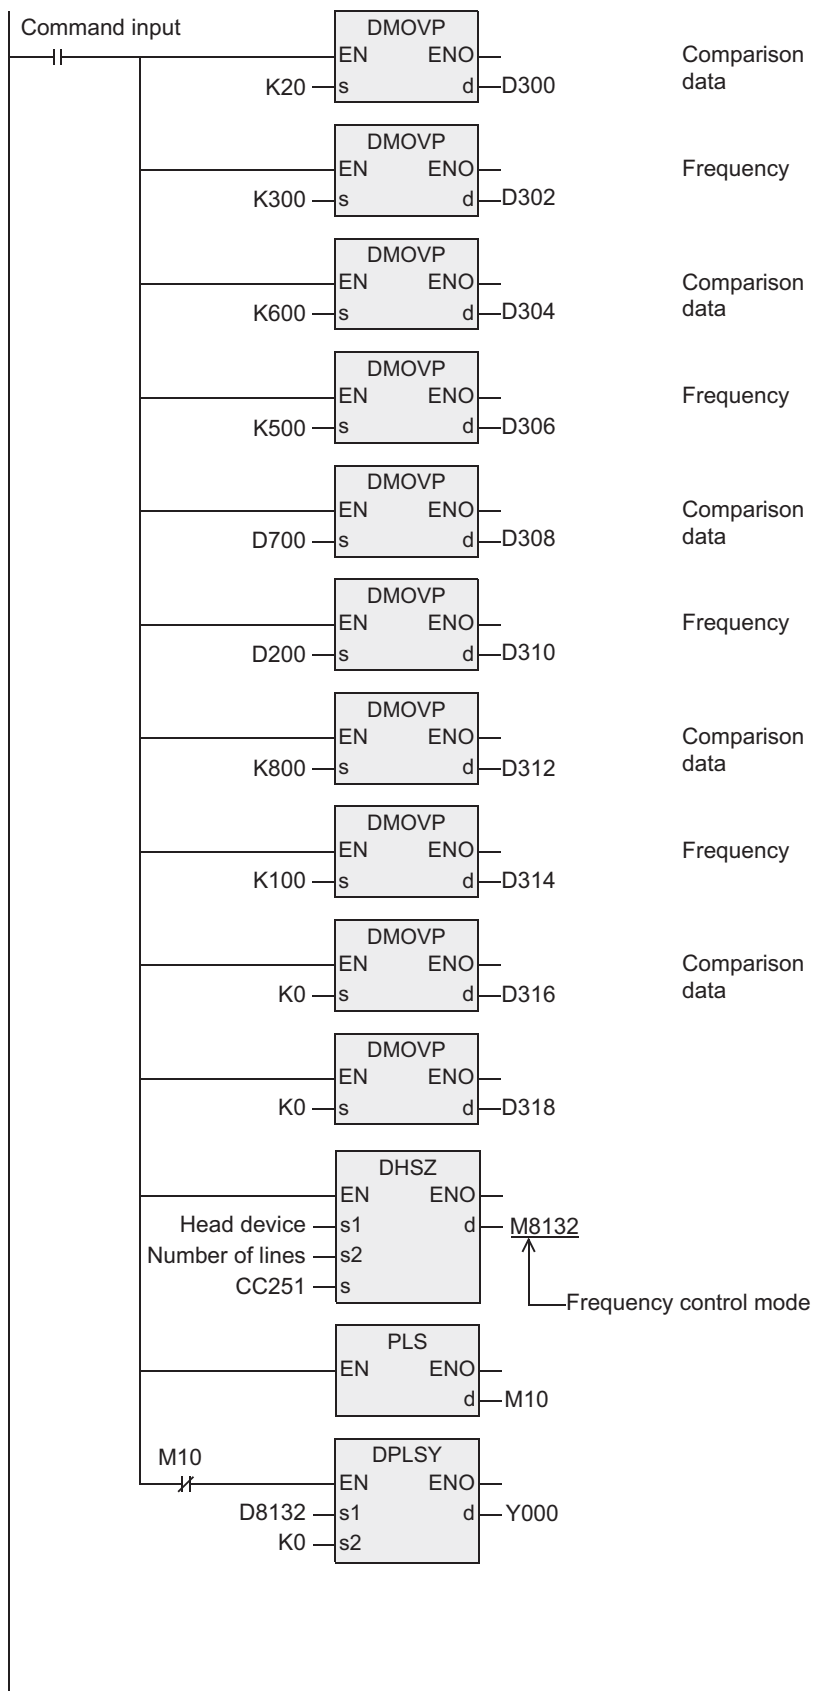 Command input
DMOVP
EN ENO
K20 s d D300
Comparison
data
DMOVP
EN ENO
K300 s d D302
Frequency
DMOVP
EN ENO
K600 s d D304
Comparison
data
DMOVP
EN ENO
K500 s d D306
Frequency
DMOVP
EN ENO
D700 s d D308
Comparison
data
DMOVP
EN ENO
D200 s d D310
Frequency
DMOVP
EN ENO
K800 s d D312
Comparison
data
DMOVP
EN ENO
K100 s d D314
Frequency
DMOVP
EN ENO
K0 s d D316
Comparison
data
DMOVP
EN ENO
K0 s d D318
DHSZ
EN ENO
Head device s1 d M8132
Number of lines s2
CC251 s
Frequency control mode
PLS
EN ENO
d M10
M10
DPLSY
EN ENO
D8132 s1 d Y000
K0 s2